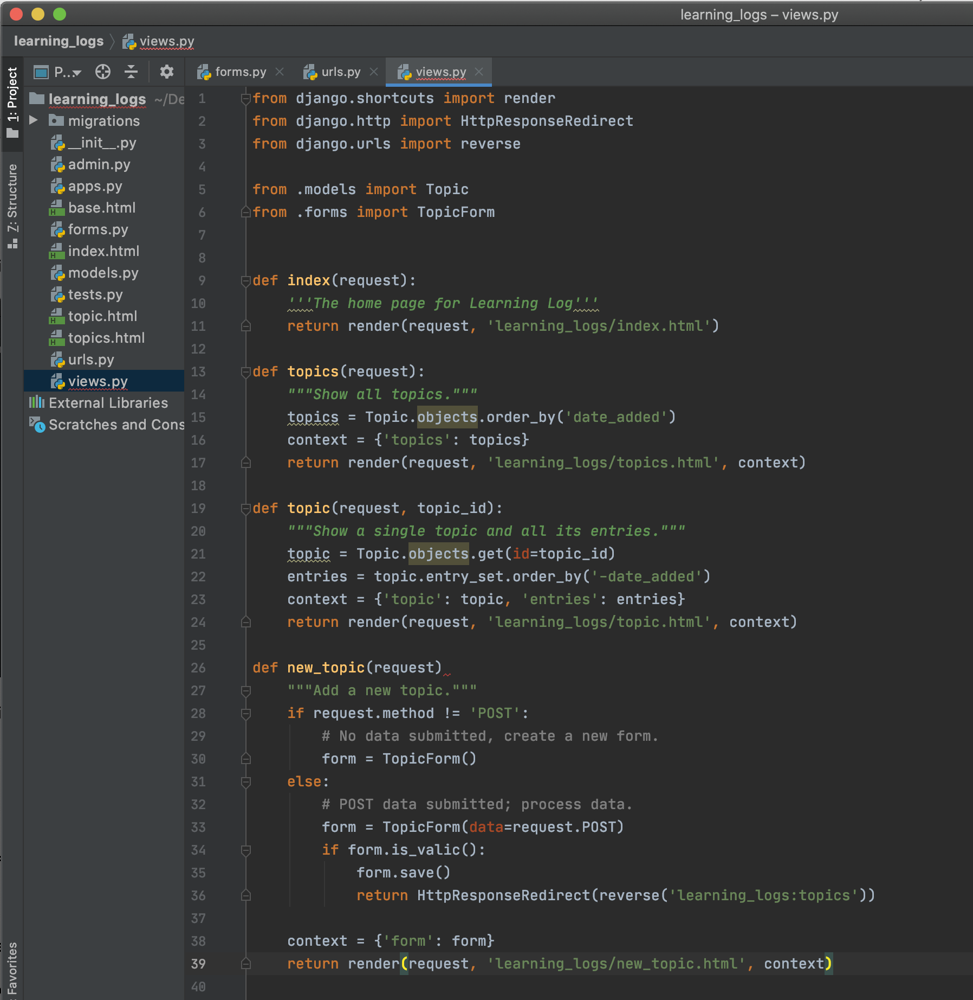 learning_logs – views.py
learning_logs 〉 views.py
P...
forms.py
urls.py
views.py
1: Project
7: Structure
Favorites
learning_logs ~/De
migrations
__init__.py
admin.py
apps.py
base.html
forms.py
index.html
models.py
tests.py
topic.html
topics.html
urls.py
views.py
External Libraries
Scratches and Cons
1 from django.shortcuts import render
2 from django.http import HttpResponseRedirect
3 from django.urls import reverse
4
5 from .models import Topic
6 from .forms import TopicForm
7
8
9 def index(request):
10     '''The home page for Learning Log'''
11     return render(request, 'learning_logs/index.html')
12
13 def topics(request):
14     """Show all topics."""
15     topics = Topic.objects.order_by('date_added')
16     context = {'topics': topics}
17     return render(request, 'learning_logs/topics.html', context)
18
19 def topic(request, topic_id):
20     """Show a single topic and all its entries."""
21     topic = Topic.objects.get(id=topic_id)
22     entries = topic.entry_set.order_by('-date_added')
23     context = {'topic': topic, 'entries': entries}
24     return render(request, 'learning_logs/topic.html', context)
25
26 def new_topic(request)
27     """Add a new topic."""
28     if request.method != 'POST':
29         # No data submitted, create a new form.
30         form = TopicForm()
31     else:
32         # POST data submitted; process data.
33         form = TopicForm(data=request.POST)
34         if form.is_valic():
35             form.save()
36             return HttpResponseRedirect(reverse('learning_logs:topics'))
37
38     context = {'form': form}
39     return render(request, 'learning_logs/new_topic.html', context)
40